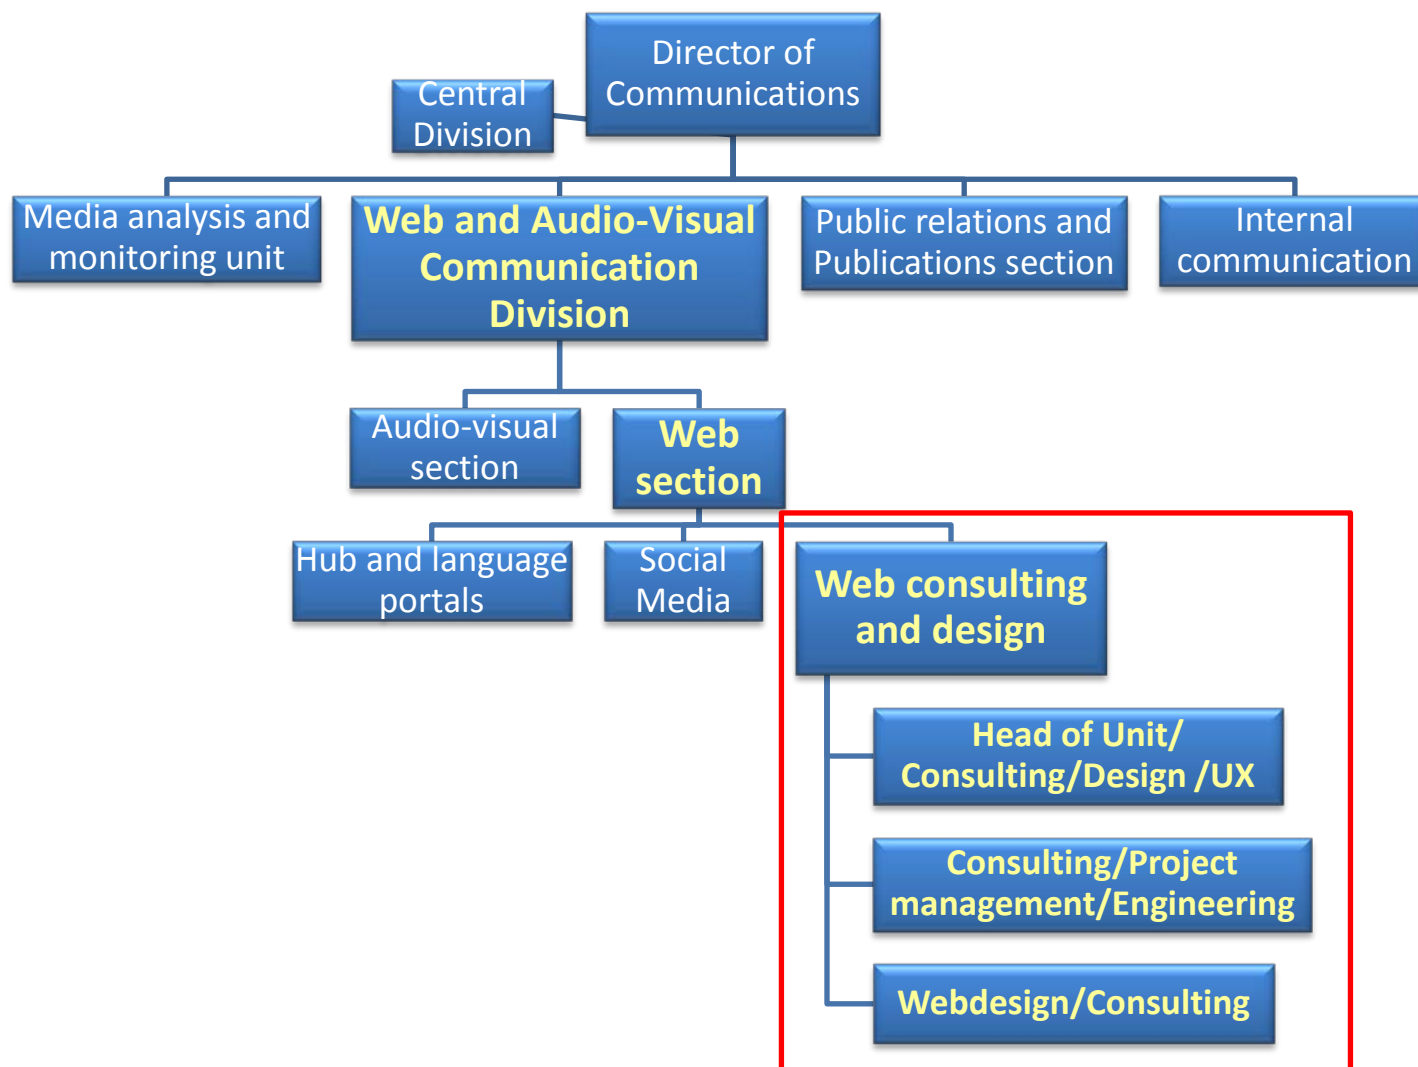 Director of
Communications
Central
Division
Media analysis and
monitoring unit
Web and Audio-Visual
Communication
Division
Public relations and
Publications section
Internal
communication
Audio-visual
section
Web
section
Hub and language
portals
Social
Media
Web consulting
and design
Head of Unit/
Consulting/Design /UX
Consulting/Project
management/Engineering
Webdesign/Consulting